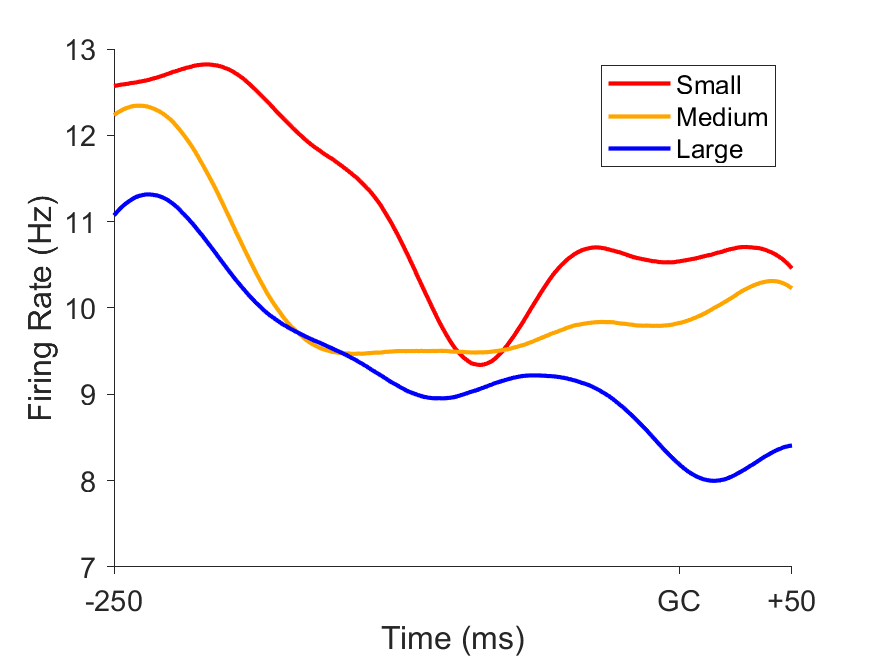 13
12
11
10
9
8
7
Firing Rate (Hz)
Small
Medium
Large
-250
GC
+50
Time (ms)